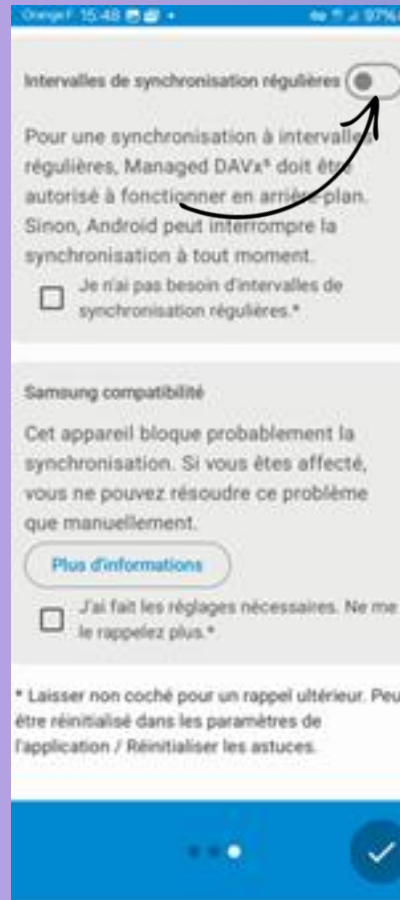 Orange F 15:48
97%
Intervalles de synchronisation régulières
Pour une synchronisation à intervalles
régulières, Managed DAVx⁵ doit être
autorisé à fonctionner en arrière-plan.
Sinon, Android peut interrompre la
synchronisation à tout moment.
Je n'ai pas besoin d'intervalles de
synchronisation régulières.*
Samsung compatibilité
Cet appareil bloque probablement la
synchronisation. Si vous êtes affecté,
vous ne pouvez résoudre ce problème
que manuellement.
Plus d'informations
J'ai fait les réglages nécessaires. Ne me
le rappelez plus.*
* Laisser non coché pour un rappel ultérieur. Peu
être réinitialisé dans les paramètres de
l'application / Réinitialiser les astuces.